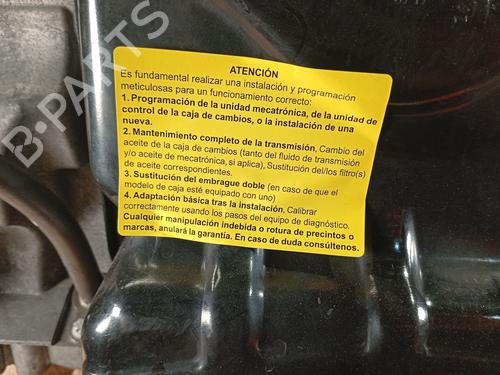 ATENCIÓN
Es fundamental realizar una instalación y programación
meticulosas para un funcionamiento correcto:
1. Programación de la unidad mecatrónica, de la unidad de
control de la caja de cambios, o la instalación de una
nueva.
2. Mantenimiento completo de la transmisión, Cambio del
aceite de la caja de cambios (tanto del fluido de transmisión
y/o aceite de mecatrónica, si aplica), Sustitución del/los filtro(s)
de aceite correspondientes.
3. Sustitución del embrague doble (en caso de que el
modelo de caja esté equipado con uno)
4. Adaptación básica tras la instalación, Calibrar
correctamente usando los pasos del equipo de diagnóstico.
Cualquier manipulación indebida o rotura de precintos o
marcas, anulará la garantía. En caso de duda consúltenos.
B-PARTS